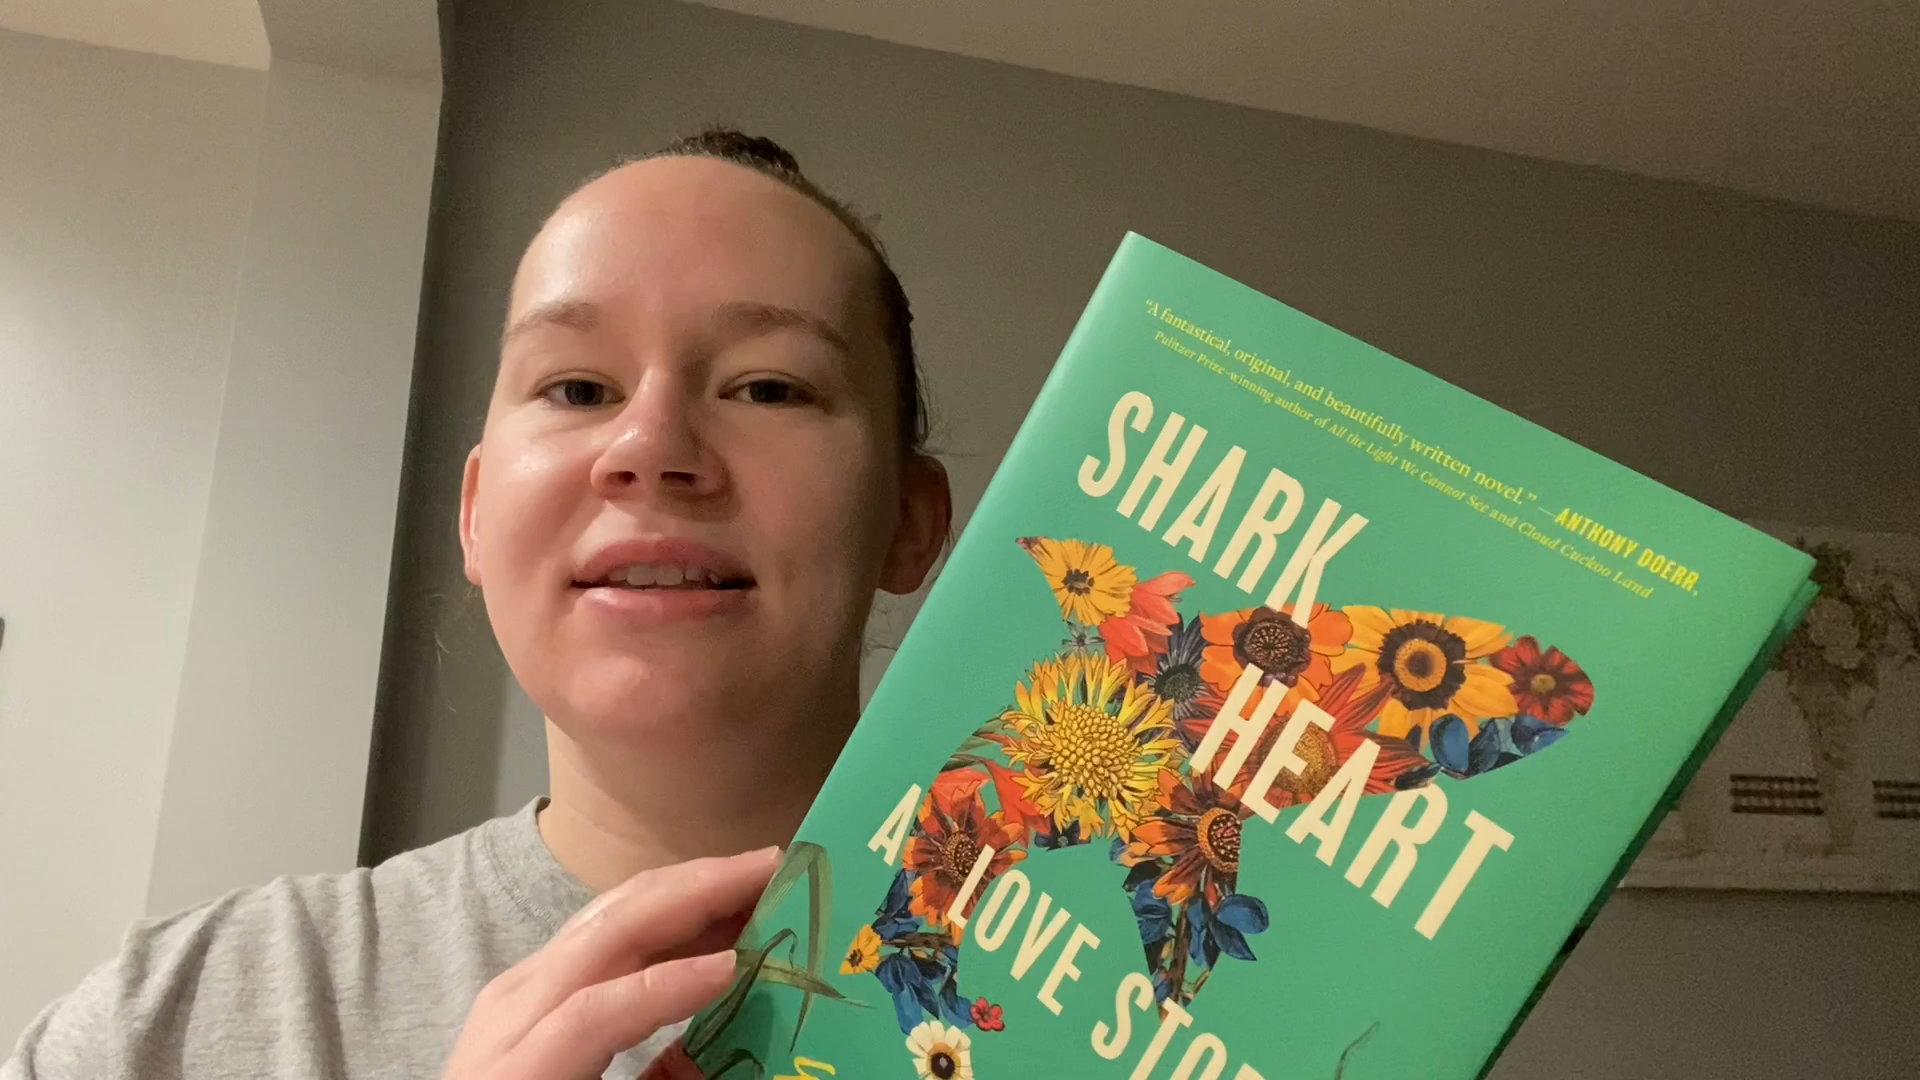 “A fantastical, original, and beautifully written novel.” —ANTHONY DOERR,
Pulitzer Prize–winning author of All the Light We Cannot See and Cloud Cuckoo Land
SHARK
HEART
A LOVE STO